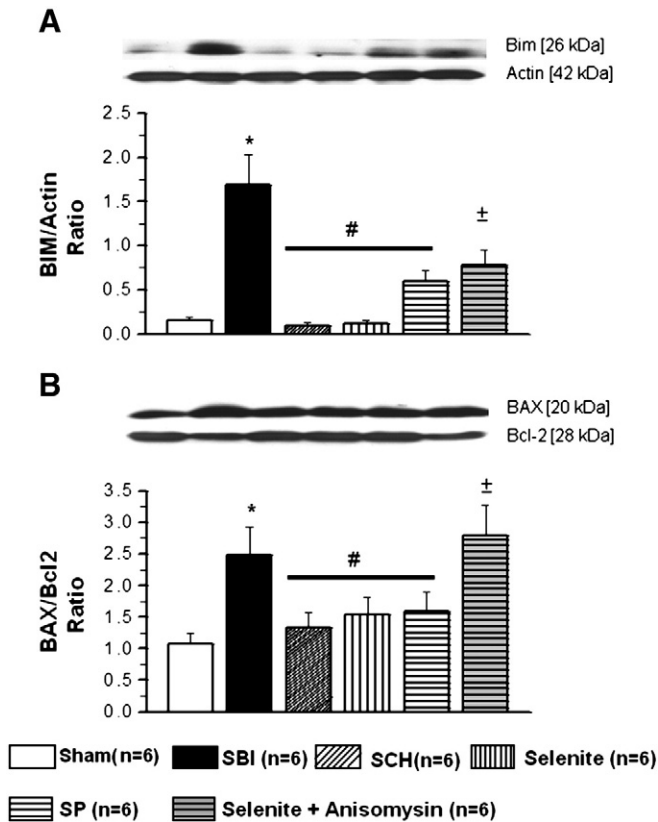 A
Bim [26 kDa]
Actin [42 kDa]
2.5
2.0
1.5
1.0
0.5
0.0
BIM/Actin
Ratio
*
#
±
B
BAX [20 kDa]
Bcl-2 [28 kDa]
3.5
3.0
2.5
2.0
1.5
1.0
0.5
0.0
BAX/Bcl2
Ratio
*
#
±
Sham(n=6) SBI (n=6) SCH(n=6) Selenite (n=6)
SP (n=6) Selenite + Anisomysin (n=6)